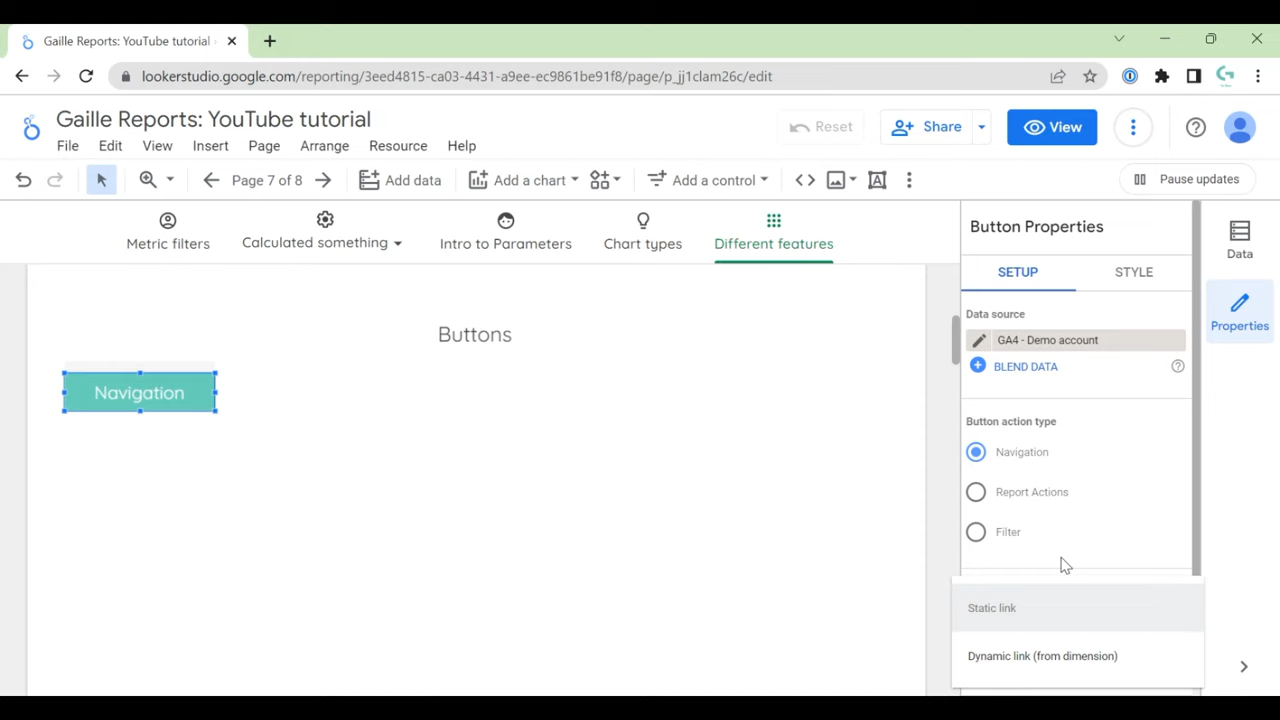 Gaille Reports: YouTube tutorial
lookerstudio.google.com/reporting/3eed4815-ca03-4431-a9ee-ec9861be91f8/page/p_jj1clam26c/edit
Gaille Reports: YouTube tutorial
Reset
Share
View
File Edit View Insert Page Arrange Resource Help
Page 7 of 8
Add data
Add a chart
Add a control
Pause updates
Metric filters
Calculated something
Intro to Parameters
Chart types
Different features
Buttons
Navigation
Button Properties
SETUP STYLE
Data source
GA4 - Demo account
BLEND DATA
Button action type
Navigation
Report Actions
Filter
Static link
Dynamic link (from dimension)
Data
Properties